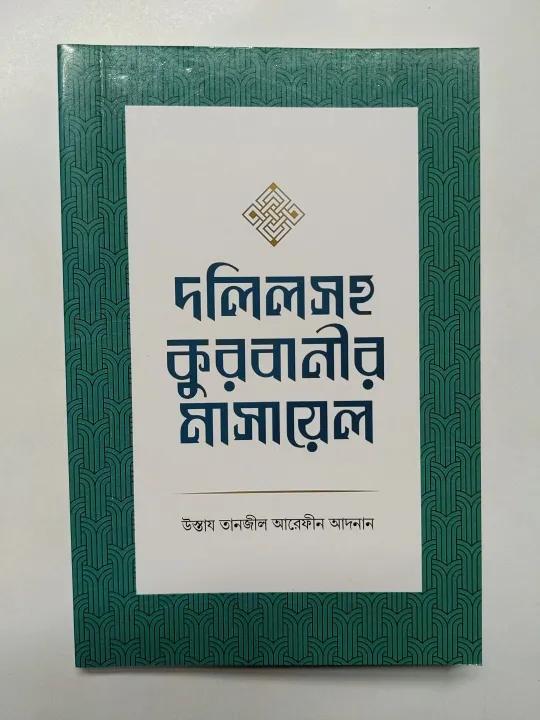 দলিলসহ
কুরবানীর
মাসায়েল
উস্তায তানজীল আরেফীন আদনান